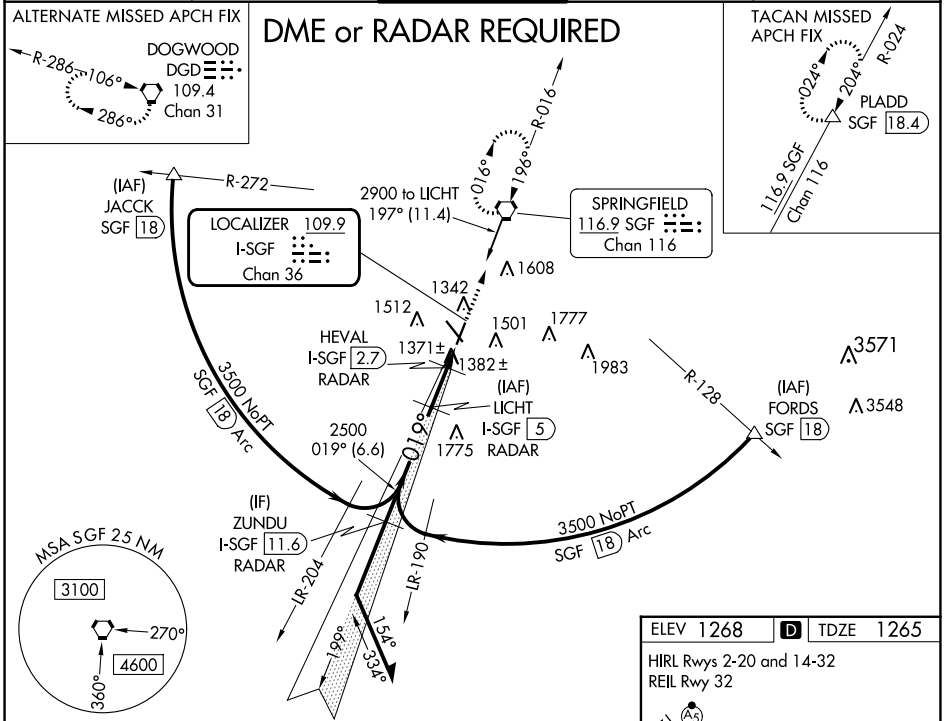 ALTERNATE MISSED APCH FIX
DOGWOOD
DGD
109.4
Chan 31
R-286
106°
286°
DME or RADAR REQUIRED
TACAN MISSED
APCH FIX
R-024
024°
204°
PLADD
SGF 18.4
116.9 SGF
Chan 116
R-016
016°
196°
(IAF)
JACCK
SGF 18
R-272
2900 to LICHT
197° (11.4)
LOCALIZER 109.9
I-SGF
Chan 36
SPRINGFIELD
116.9 SGF
Chan 116
1608
1342
1512
1501
1777
1983
3571
3548
HEVAL
I-SGF 2.7
RADAR
1371±
1382±
(IAF)
LICHT
I-SGF 5
RADAR
1775
R-128
(IAF)
FORDS
SGF 18
3500 NoPT
SGF 18 Arc
2500
019° (6.6)
019°
(IF)
ZUNDU
I-SGF 11.6
RADAR
LR-204
LR-190
3500 NoPT
SGF 18 Arc
199°
154°
334°
MSA SGF 25 NM
3100
270°
4600
360°
ELEV 1268 D TDZE 1265
HIRL Rwys 2-20 and 14-32
REIL Rwy 32
A5